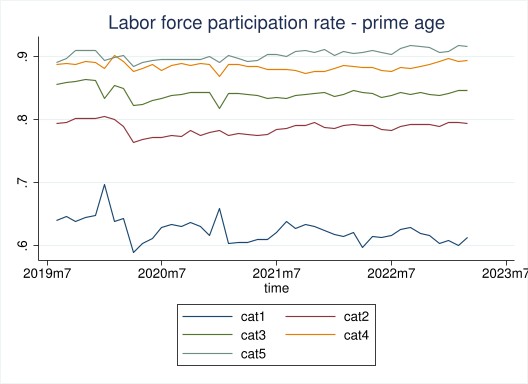 Labor force participation rate - prime age
.9
.8
.7
.6
2019m7 2020m7 2021m7 2022m7 2023m7
time
cat1 cat2
cat3 cat4
cat5